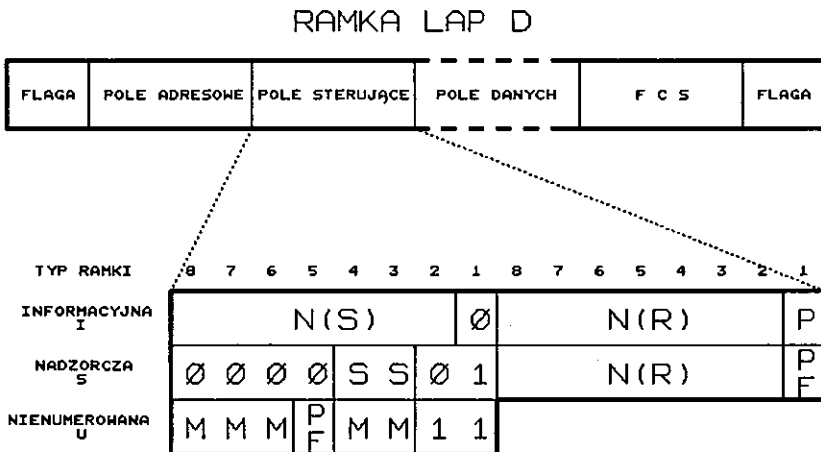 RAMKA LAP D
FLAGA POLE ADRESOWE POLE STERUJĄCE POLE DANYCH F C S FLAGA
TYP RAMKI 8 7 6 5 4 3 2 1 8 7 6 5 4 3 2 1
INFORMACYJNA
I
N(S) Ø N(R) P
NADZORCZA
S
Ø Ø Ø Ø S S Ø 1 N(R) P
F
NIENUMEROWANA
U
M M M P M M 1 1
F